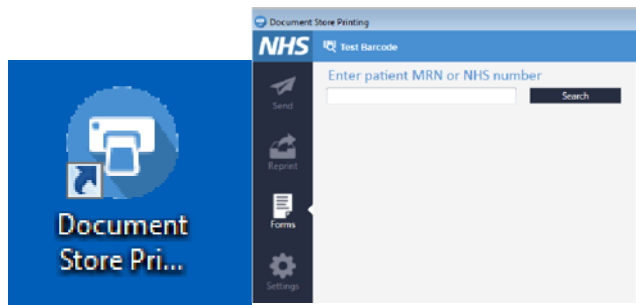 Document
Store Pri...
Document Store Printing
NHS
Test Barcode
Enter patient MRN or NHS number
Search
Send
Reprint
Forms
Settings